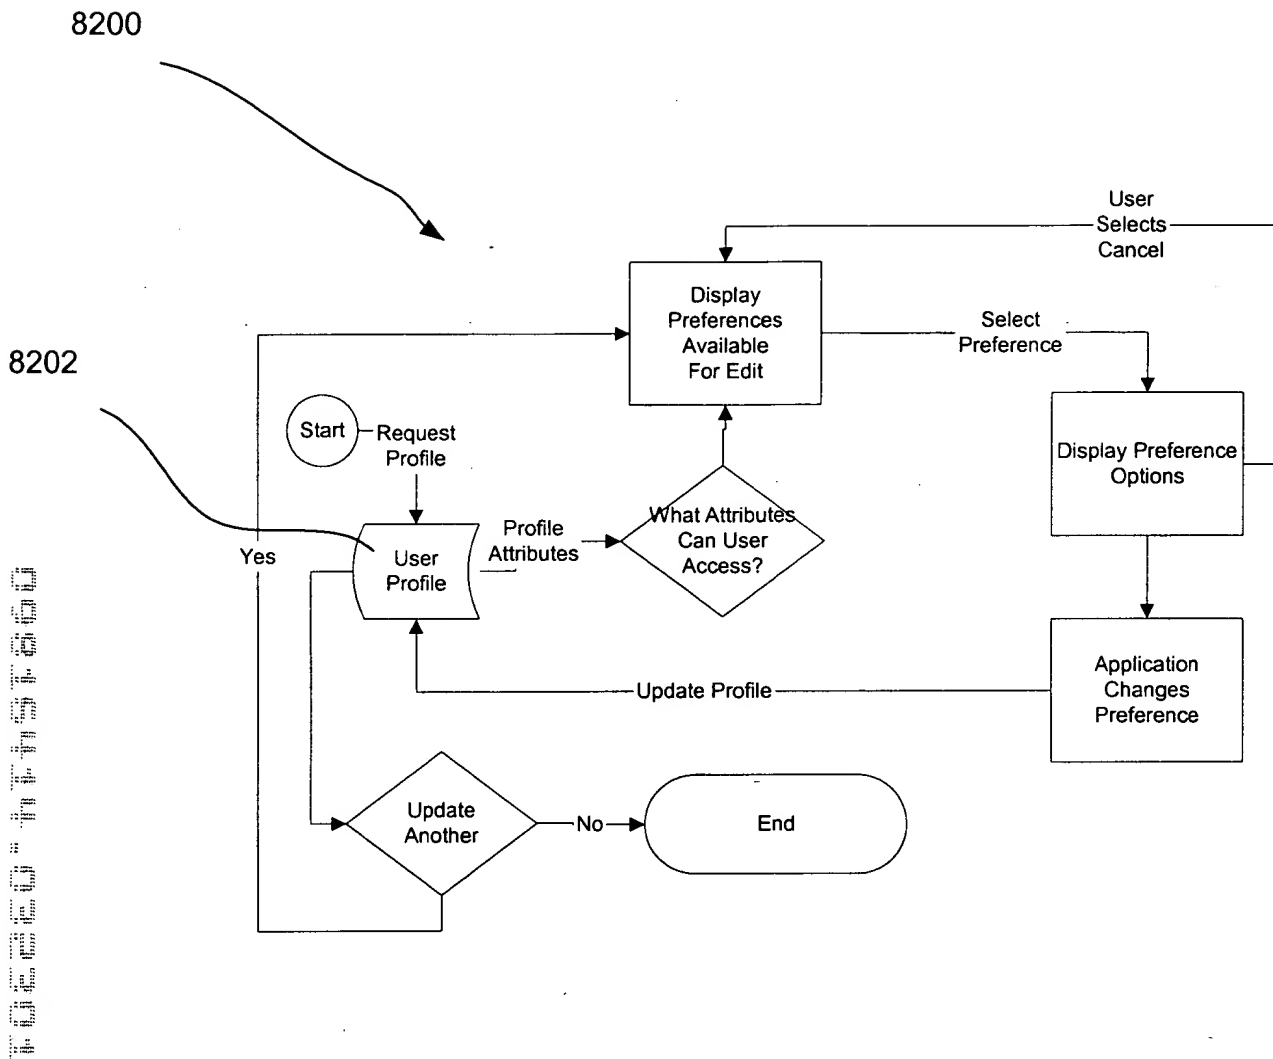 8200
User
Selects
Cancel
Display
Preferences
Available
For Edit
Select
Preference
8202
Start
Request
Profile
Display Preference
Options
What Attributes
Can User
Access?
Profile
Attributes
Yes
User
Profile
Application
Changes
Preference
Update Profile
Update
Another
No
End